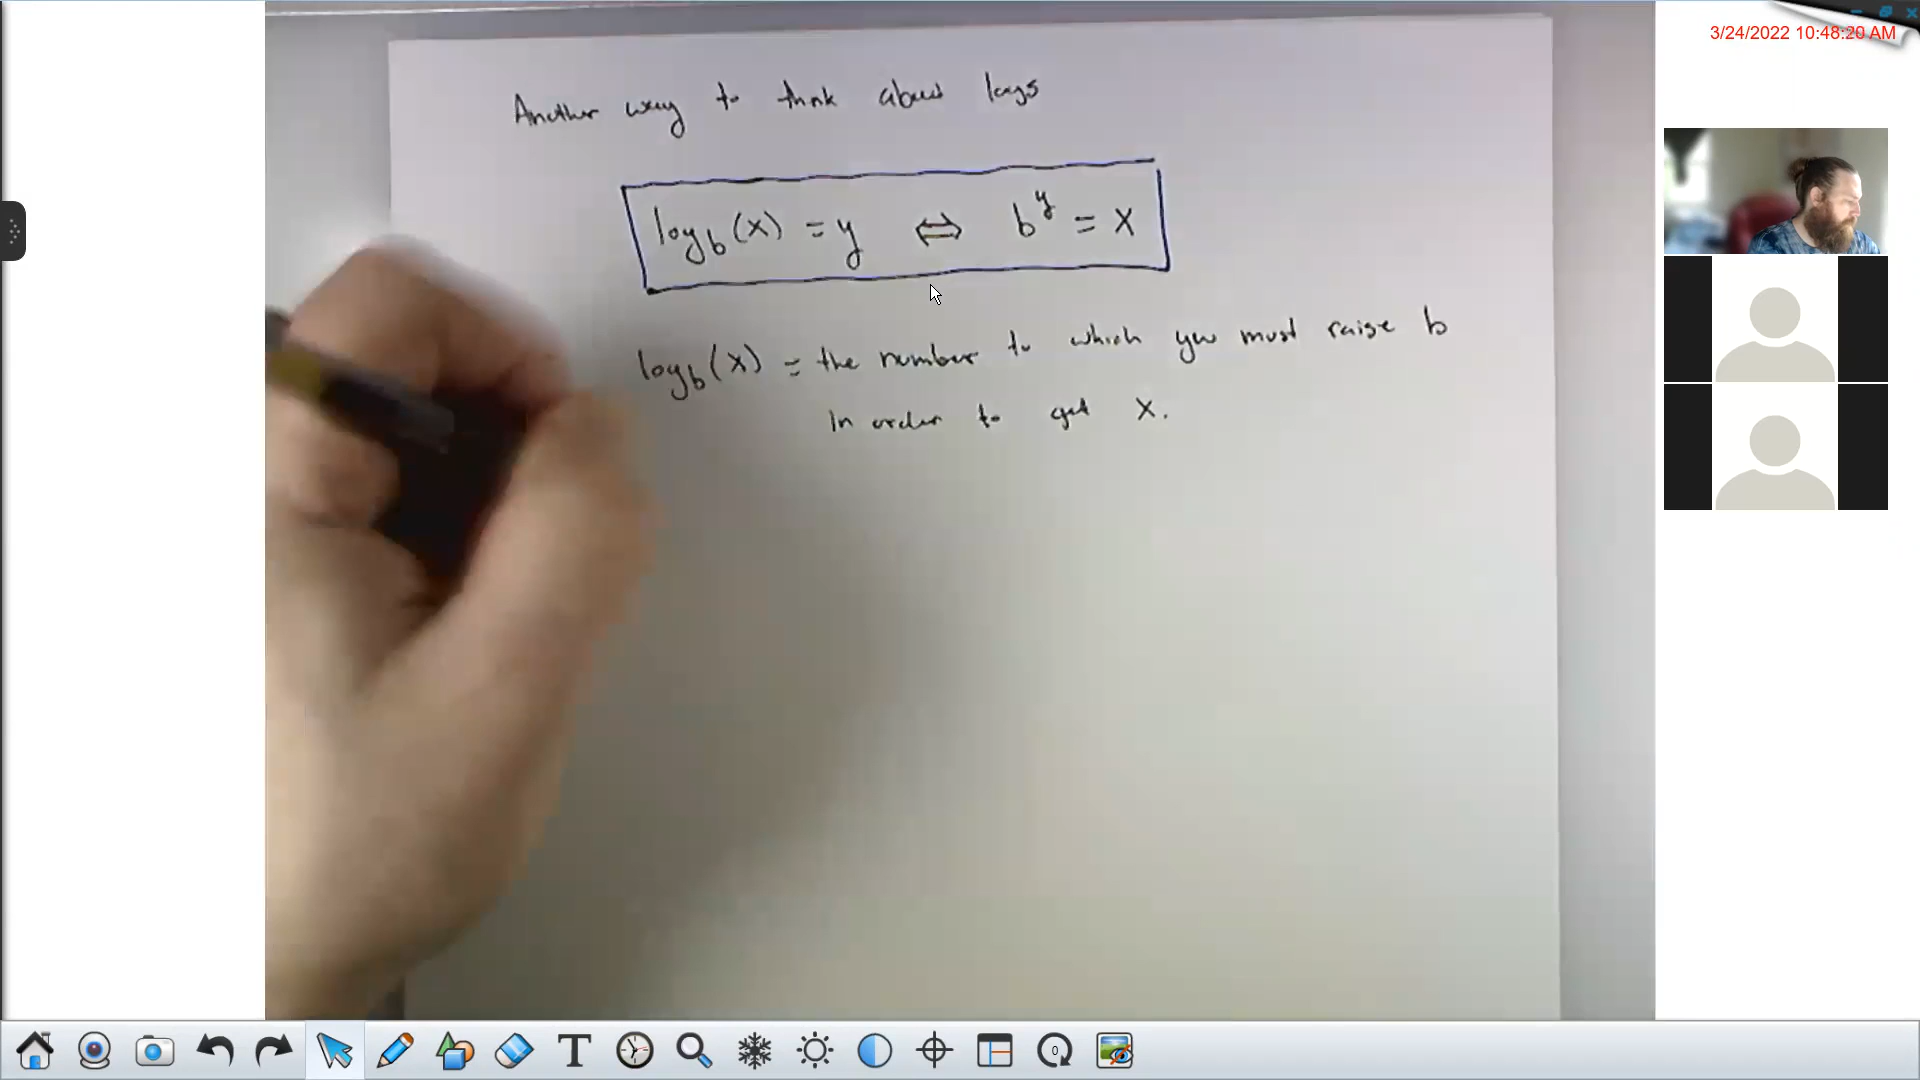 3/24/2022 10:48:20 AM
Another way to think about logs
log_b(x) = y ⇔ b^y = x
log_b(x) = the number to which you must raise b
in order to get x.
T
0